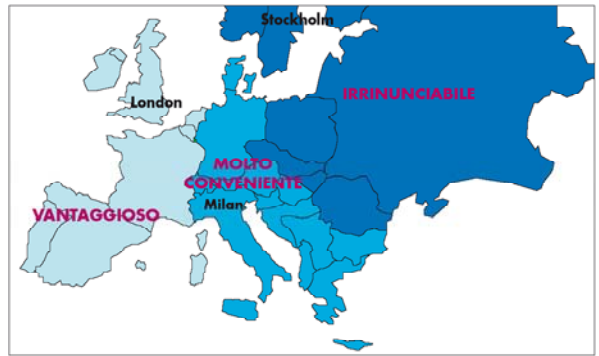 Stockholm
IRRINUNCIABILE
London
MOLTO
CONVENIENTE
Milan
VANTAGGIOSO